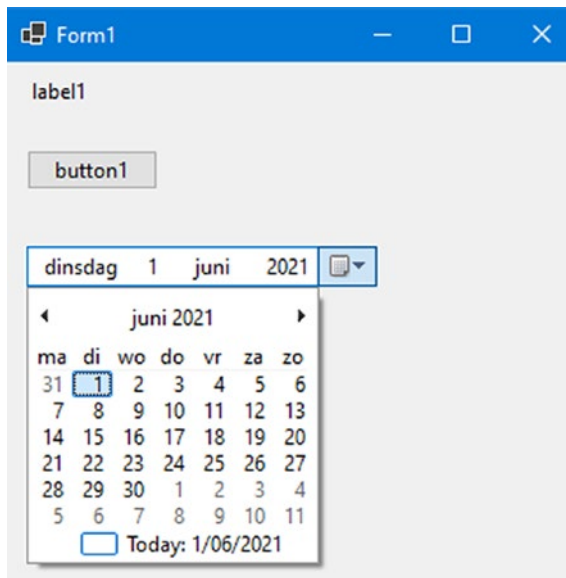 Form1
label1
button1
dinsdag 1 juni 2021
juni 2021
ma di wo do vr za zo
31 1 2 3 4 5 6
7 8 9 10 11 12 13
14 15 16 17 18 19 20
21 22 23 24 25 26 27
28 29 30 1 2 3 4
5 6 7 8 9 10 11
Today: 1/06/2021